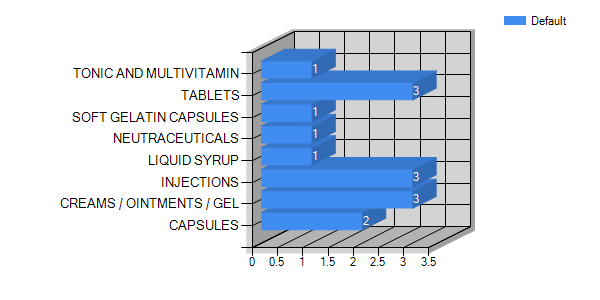 Default
TONIC AND MULTIVITAMIN 1
TABLETS 3
SOFT GELATIN CAPSULES 1
NEUTRACEUTICALS 1
LIQUID SYRUP 1
INJECTIONS 3
CREAMS / OINTMENTS / GEL 3
CAPSULES 2
0 0.5 1 1.5 2 2.5 3 3.5